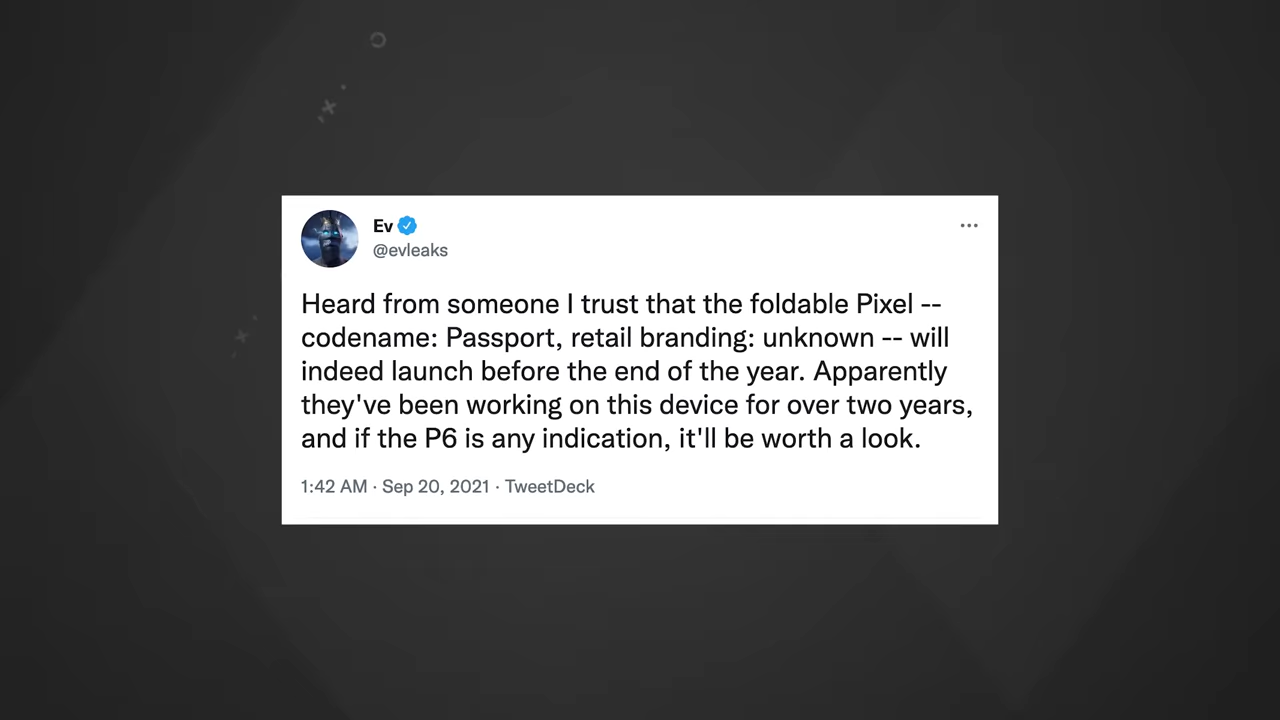 Ev
@evleaks
Heard from someone I trust that the foldable Pixel --
codename: Passport, retail branding: unknown -- will
indeed launch before the end of the year. Apparently
they've been working on this device for over two years,
and if the P6 is any indication, it'll be worth a look.
1:42 AM · Sep 20, 2021 · TweetDeck